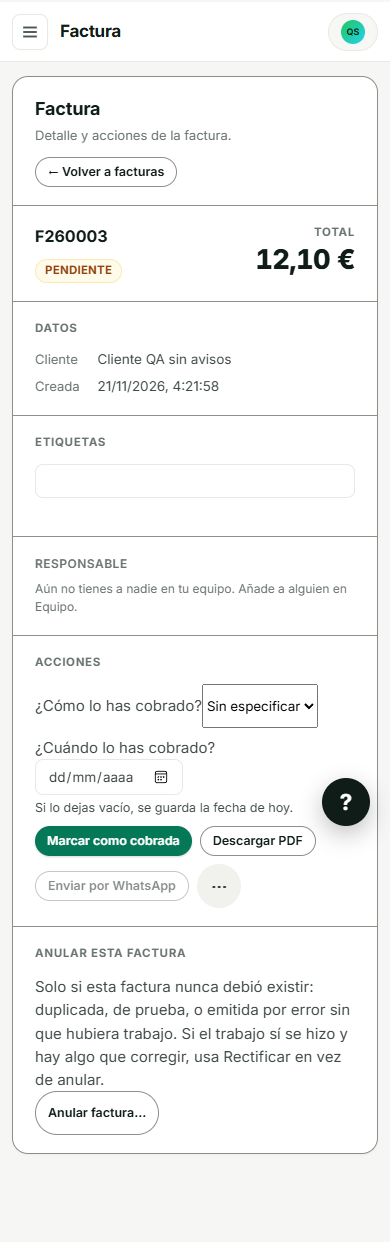 Factura
QS
Factura
Detalle y acciones de la factura.
← Volver a facturas
F260003
PENDIENTE
TOTAL
12,10 €
DATOS
Cliente Cliente QA sin avisos
Creada 21/11/2026, 4:21:58
ETIQUETAS
RESPONSABLE
Aún no tienes a nadie en tu equipo. Añade a alguien en
Equipo.
ACCIONES
¿Cómo lo has cobrado? Sin especificar
¿Cuándo lo has cobrado?
dd/mm/aaaa
Si lo dejas vacío, se guarda la fecha de hoy.
?
Marcar como cobrada Descargar PDF
Enviar por WhatsApp ...
ANULAR ESTA FACTURA
Solo si esta factura nunca debió existir:
duplicada, de prueba, o emitida por error sin
que hubiera trabajo. Si el trabajo sí se hizo y
hay algo que corregir, usa Rectificar en vez
de anular.
Anular factura...